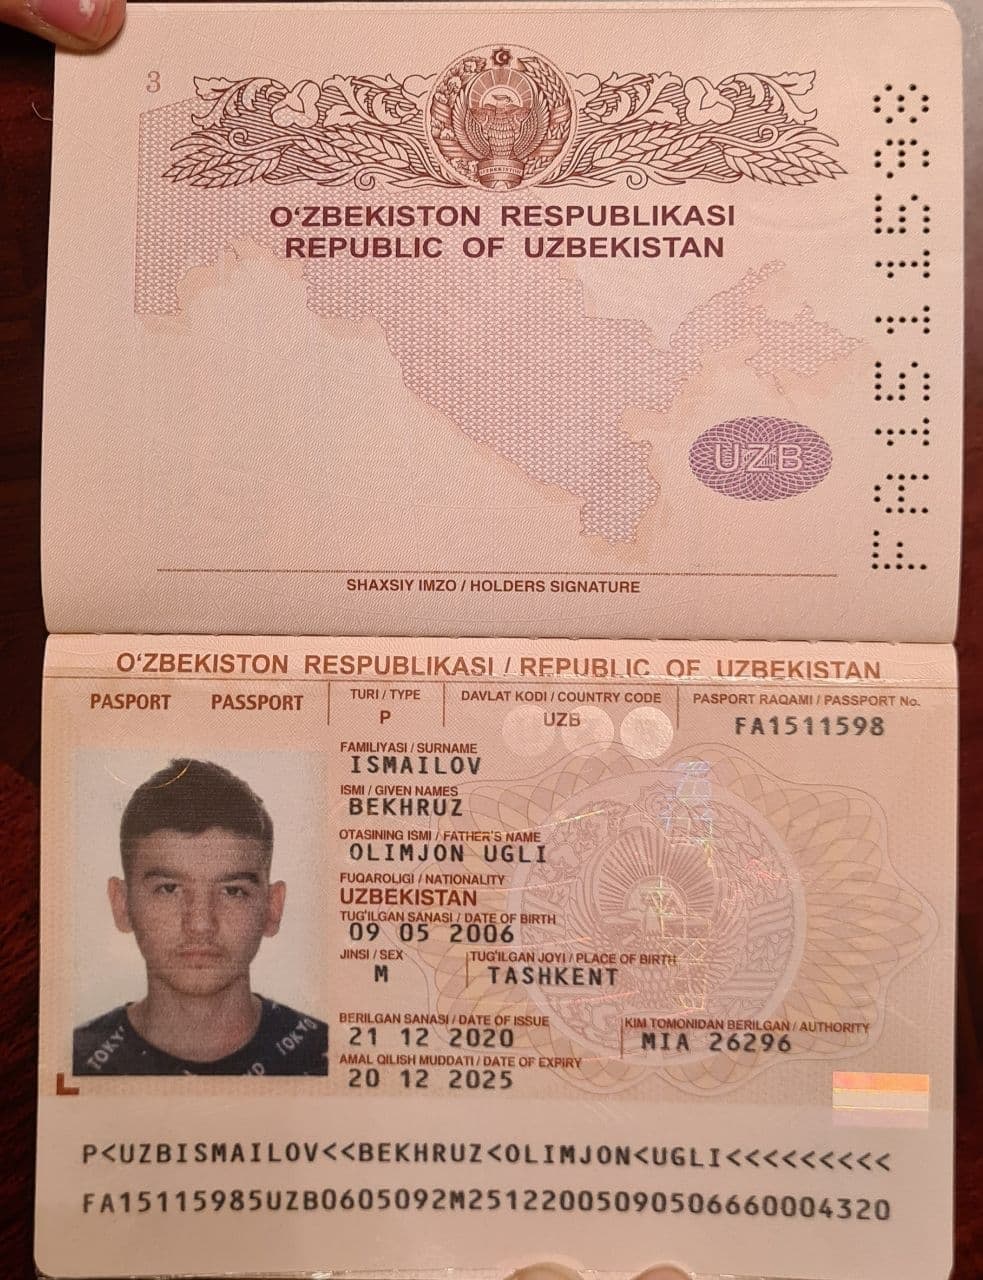 3
O‘ZBEKISTON RESPUBLIKASI
REPUBLIC OF UZBEKISTAN
UZB
FA1511598
SHAXSIY IMZO / HOLDERS SIGNATURE
O‘ZBEKISTON RESPUBLIKASI / REPUBLIC OF UZBEKISTAN
PASPORT PASSPORT
TURI / TYPE
P
DAVLAT KODI / COUNTRY CODE
UZB
PASPORT RAQAMI / PASSPORT No.
FA1511598
FAMILIYASI / SURNAME
ISMAILOV
ISMI / GIVEN NAMES
BEKHRUZ
OTASINING ISMI / FATHER'S NAME
OLIMJON UGLI
FUQAROLIGI / NATIONALITY
UZBEKISTAN
TUG'ILGAN SANASI / DATE OF BIRTH
09 05 2006
JINSI / SEX
M
TUG'ILGAN JOYI / PLACE OF BIRTH
TASHKENT
BERILGAN SANASI / DATE OF ISSUE
21 12 2020
KIM TOMONIDAN BERILGAN / AUTHORITY
MIA 26296
AMAL QILISH MUDDATI / DATE OF EXPIRY
20 12 2025
TOKYO
TOKYO
P<UZBISMAILOV<<BEKHRUZ<OLIMJON<UGLI<<<<<<<<<
FA15115985UZB0605092M25122005090506660004320